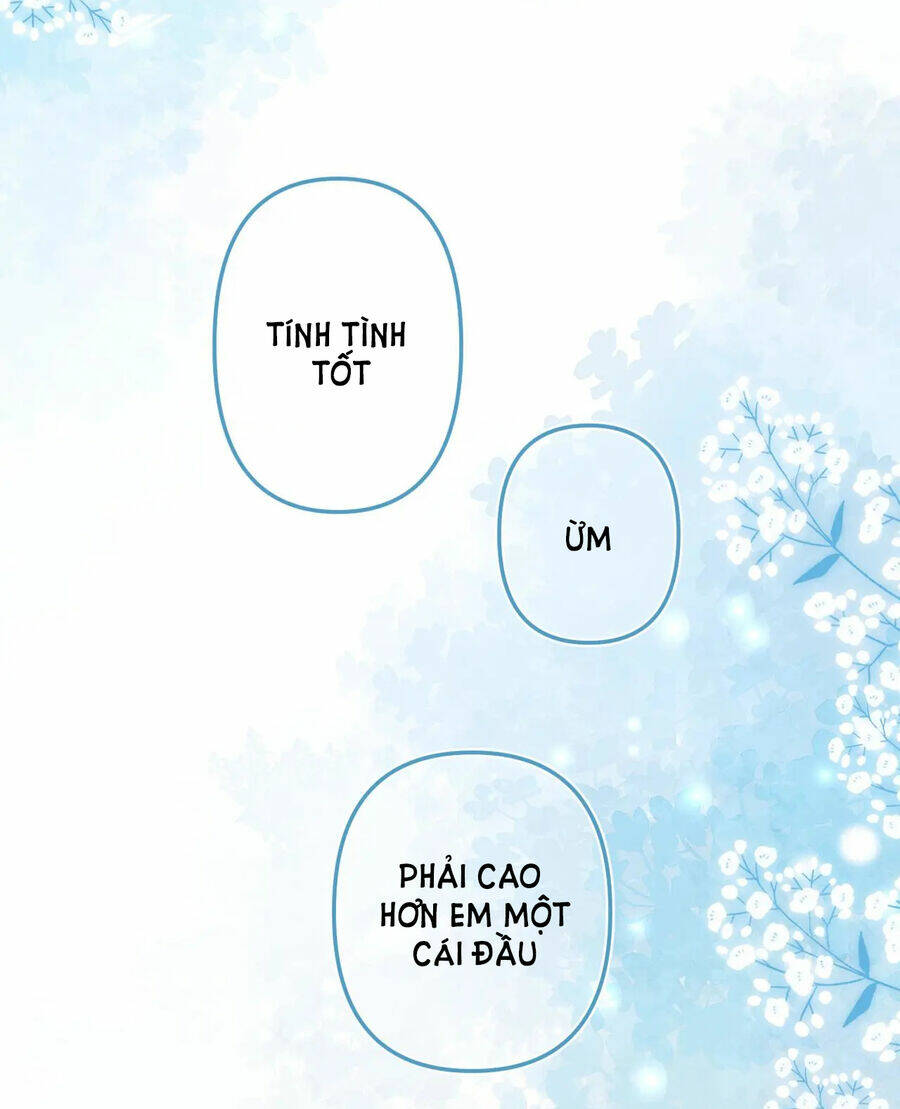 TÍNH TÌNH
TỐT
ỪM
PHẢI CAO
HƠN EM MỘT
CÁI ĐẦU